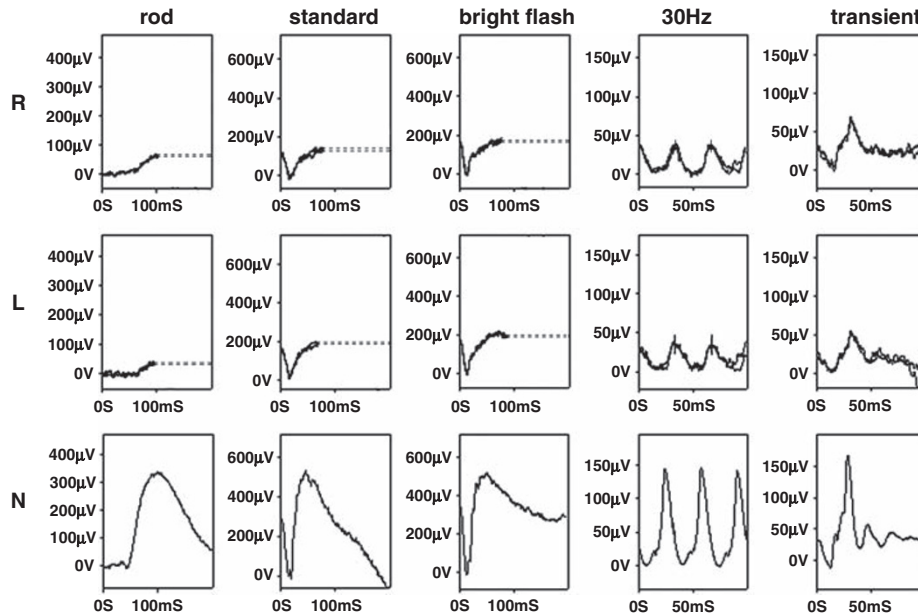 rod standard bright flash 30Hz transient
R
400µV 600µV 600µV 150µV 150µV
300µV 400µV 400µV 100µV 100µV
200µV 200µV 200µV 50µV 50µV
100µV 0V 0V 0V 0V
0V
0S 100mS 0S 100mS 0S 100mS 0S 50mS 0S 50mS
L
400µV 600µV 600µV 150µV 150µV
300µV 400µV 400µV 100µV 100µV
200µV 200µV 200µV 50µV 50µV
100µV 0V 0V 0V 0V
0V
0S 100mS 0S 100mS 0S 100mS 0S 50mS 0S 50mS
N
400µV 600µV 600µV 150µV 150µV
300µV 400µV 400µV 100µV 100µV
200µV 200µV 200µV 50µV 50µV
100µV 0V 0V 0V 0V
0V
0S 100mS 0S 100mS 0S 100mS 0S 50mS 0S 50mS